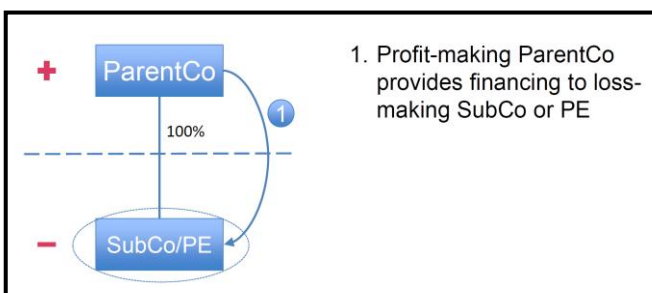 +
ParentCo
1
100%
−
SubCo/PE
1. Profit-making ParentCo
provides financing to loss-
making SubCo or PE